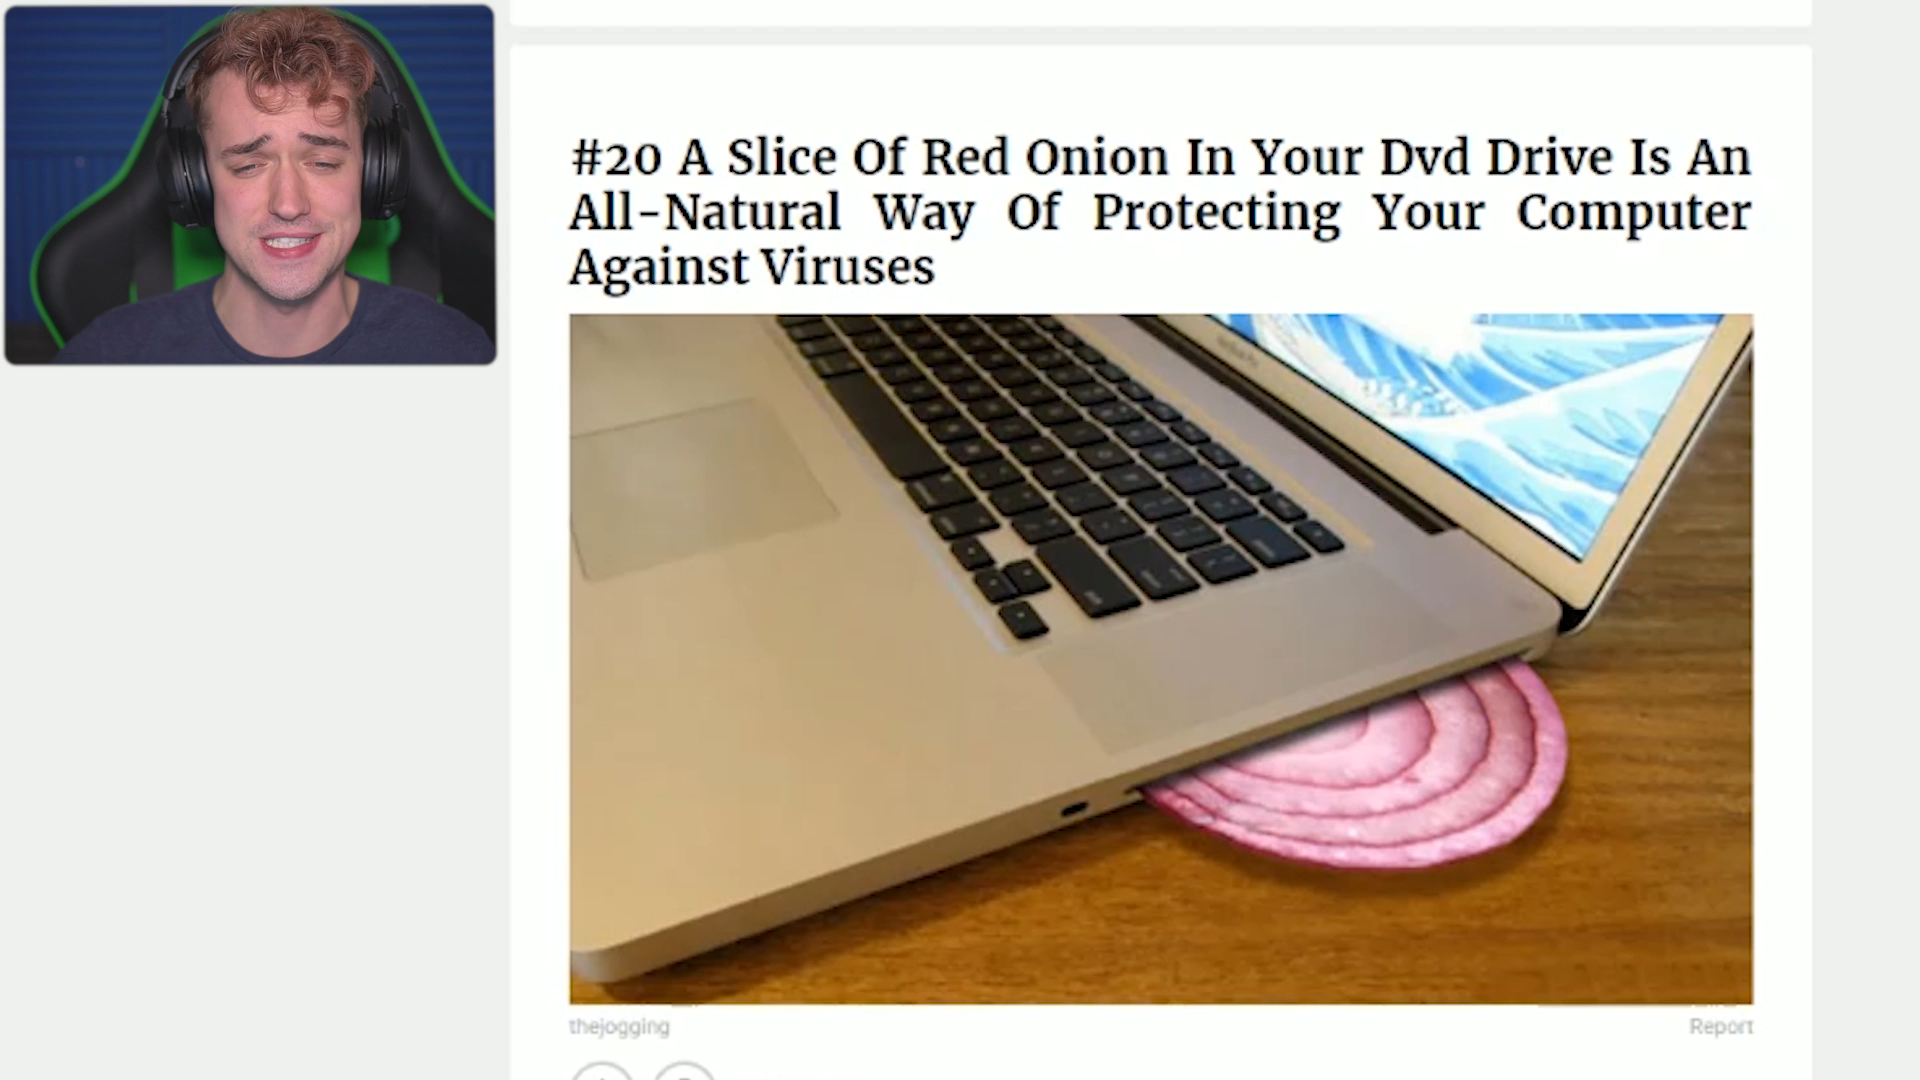 #20 A Slice Of Red Onion In Your Dvd Drive Is An
All-Natural Way Of Protecting Your Computer
Against Viruses
thejogging
Report